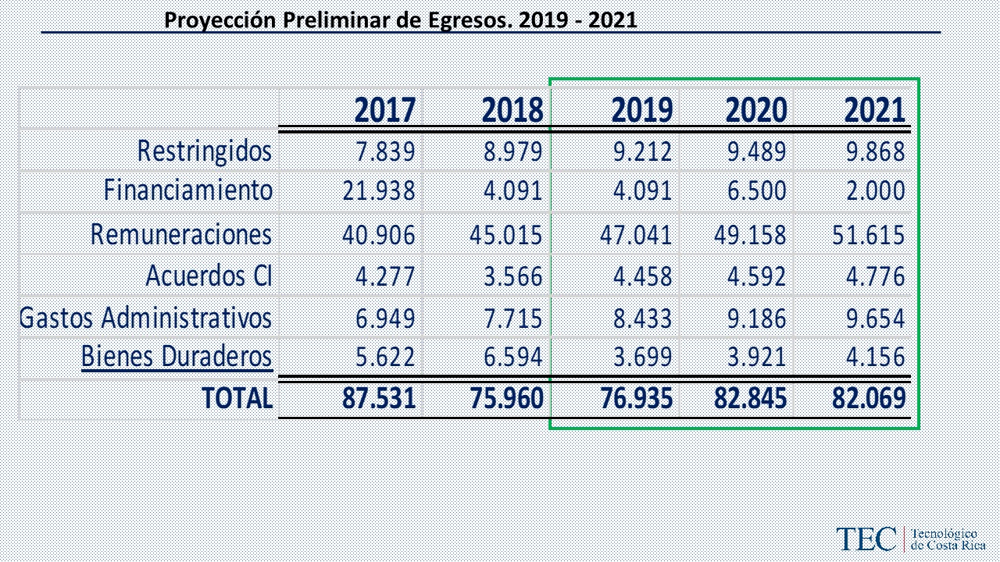 Proyección Preliminar de Egresos. 2019 - 2021
2017 2018 2019 2020 2021
Restringidos 7.839 8.979 9.212 9.489 9.868
Financiamiento 21.938 4.091 4.091 6.500 2.000
Remuneraciones 40.906 45.015 47.041 49.158 51.615
Acuerdos CI 4.277 3.566 4.458 4.592 4.776
Gastos Administrativos 6.949 7.715 8.433 9.186 9.654
Bienes Duraderos 5.622 6.594 3.699 3.921 4.156
TOTAL 87.531 75.960 76.935 82.845 82.069
TEC Tecnológico
de Costa Rica